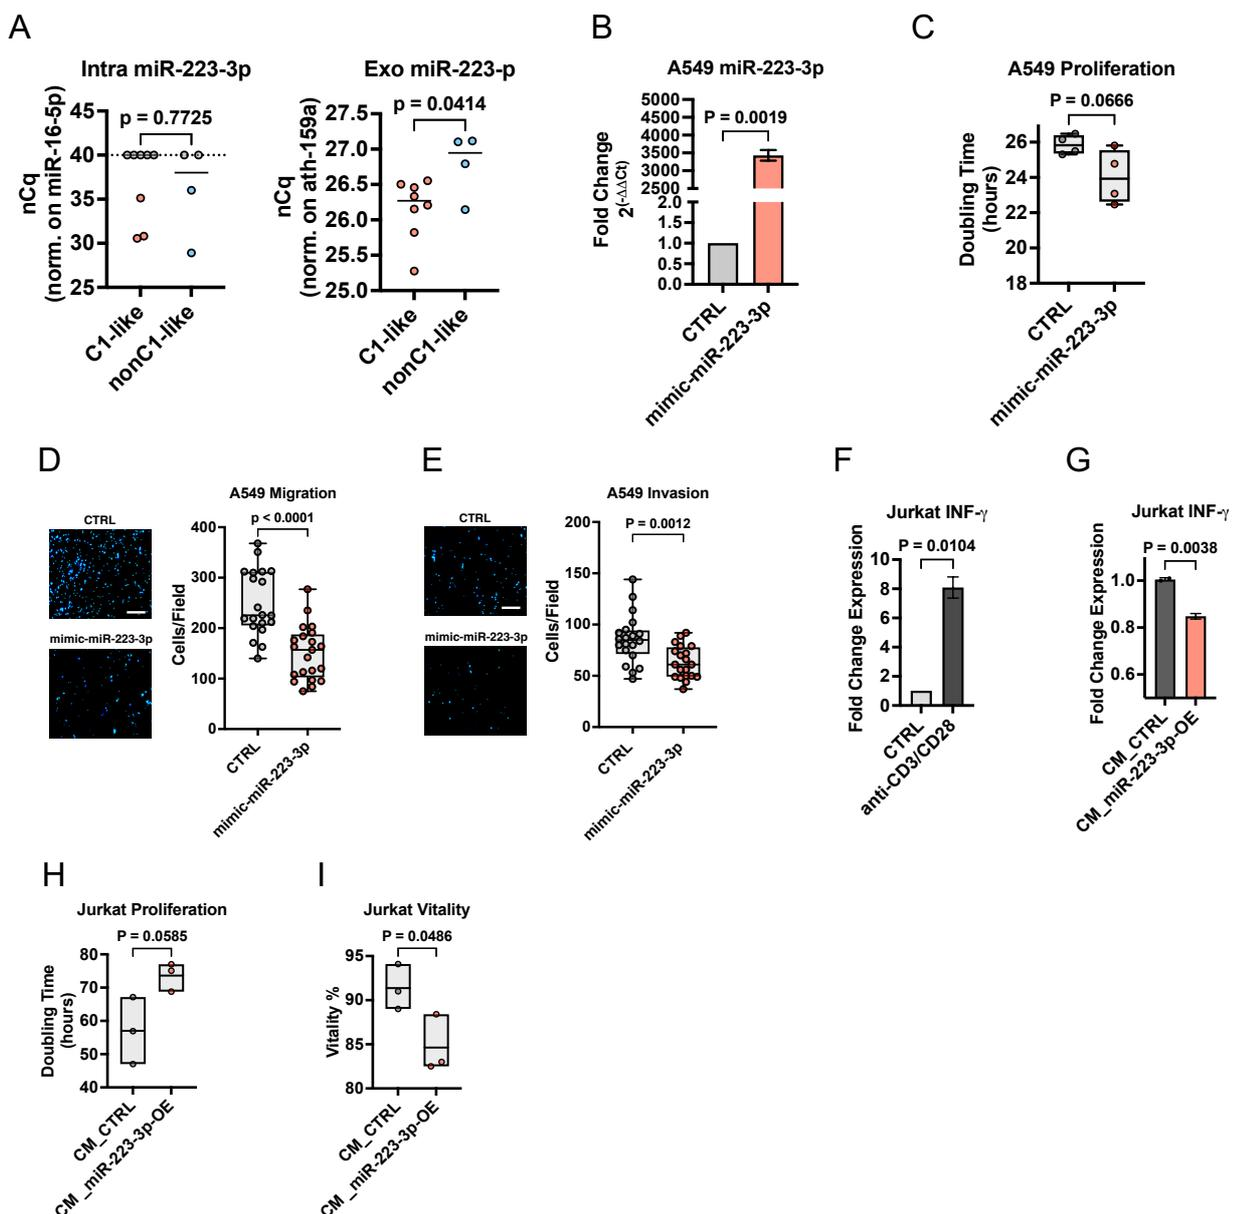 A
Intra miR-223-3p
p = 0.7725
nCq
(norm. on miR-16-5p)
45
40
35
30
25
C1-like
nonC1-like
Exo miR-223-p
p = 0.0414
nCq
(norm. on ath-159a)
27.5
27.0
26.5
26.0
25.5
25.0
C1-like
nonC1-like
B
A549 miR-223-3p
P = 0.0019
Fold Change
2(-ΔΔCt)
5000
4500
4000
3500
3000
2500
2.0
1.5
1.0
0.5
0.0
CTRL
mimic-miR-223-3p
C
A549 Proliferation
P = 0.0666
Doubling Time
(hours)
26
24
22
20
18
CTRL
mimic-miR-223-3p
D
CTRL
mimic-miR-223-3p
A549 Migration
p < 0.0001
Cells/Field
400
300
200
100
0
CTRL
mimic-miR-223-3p
E
CTRL
mimic-miR-223-3p
A549 Invasion
P = 0.0012
Cells/Field
200
150
100
50
0
CTRL
mimic-miR-223-3p
F
Jurkat INF-γ
P = 0.0104
Fold Change Expression
10
8
6
4
2
0
CTRL
anti-CD3/CD28
G
Jurkat INF-γ
P = 0.0038
Fold Change Expression
1.0
0.8
0.6
CM_CTRL
CM_miR-223-3p-OE
H
Jurkat Proliferation
P = 0.0585
Doubling Time
(hours)
80
70
60
50
40
CM_CTRL
CM _miR-223-3p-OE
I
Jurkat Vitality
P = 0.0486
Vitality %
95
90
85
80
CM_CTRL
CM _miR-223-3p-OE